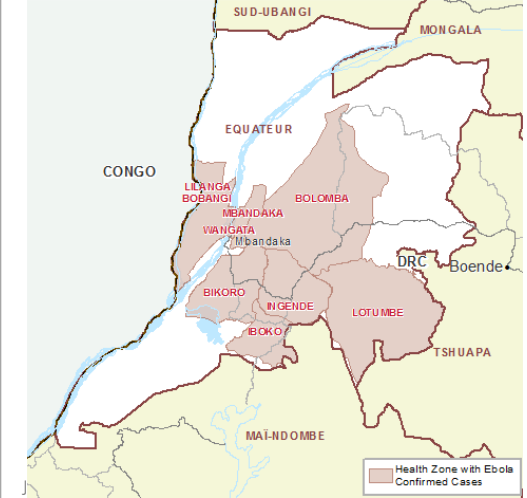 SUD-UBANGI
MONGALA
EQUATEUR
CONGO
LILANGA
BOBANGI
BOLOMBA
MBANDAKA
WANGATA
Mbandaka
DRC
Boende
BIKORO
INGENDE
LOTUMBE
IBOKO
TSHUAPA
MAÏ-NDOMBE
Health Zone with Ebola
Confirmed Cases